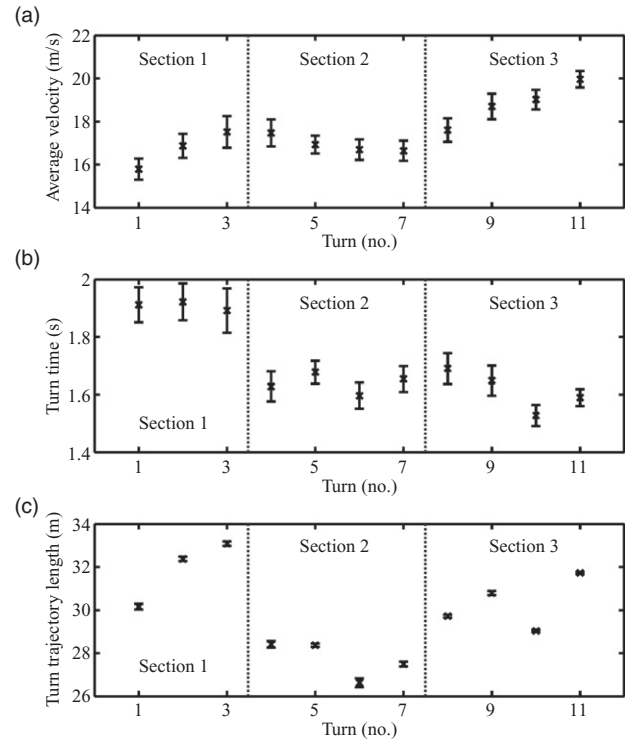 (a)
Average velocity (m/s)
22
20
18
16
14
Section 1
Section 2
Section 3
1
3
5
7
9
11
Turn (no.)
(b)
Turn time (s)
2
1.8
1.6
1.4
Section 2
Section 3
Section 1
1
3
5
7
9
11
Turn (no.)
(c)
Turn trajectory length (m)
34
32
30
28
26
Section 2
Section 3
Section 1
1
3
5
7
9
11
Turn (no.)